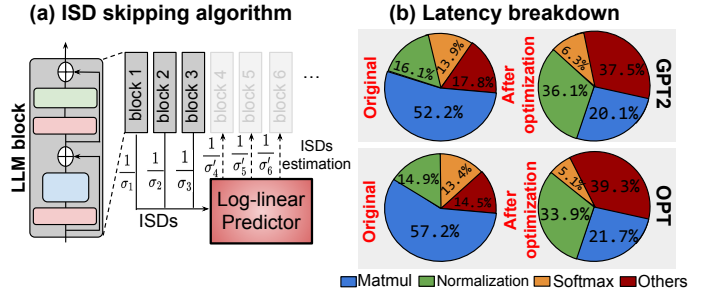 (a) ISD skipping algorithm
LLM block
block 1
block 2
block 3
block 4
block 5
block 6
...
1/σ₁
1/σ₂
1/σ₃
1/σ′₄
1/σ′₅
1/σ′₆
ISDs
estimation
ISDs
Log-linear
Predictor
(b) Latency breakdown
Original
16.1%
13.9%
17.8%
52.2%
After
optimization
6.3%
37.5%
36.1%
20.1%
GPT2
Original
14.9%
13.4%
14.5%
57.2%
After
optimization
5.1%
39.3%
33.9%
21.7%
OPT
Matmul
Normalization
Softmax
Others